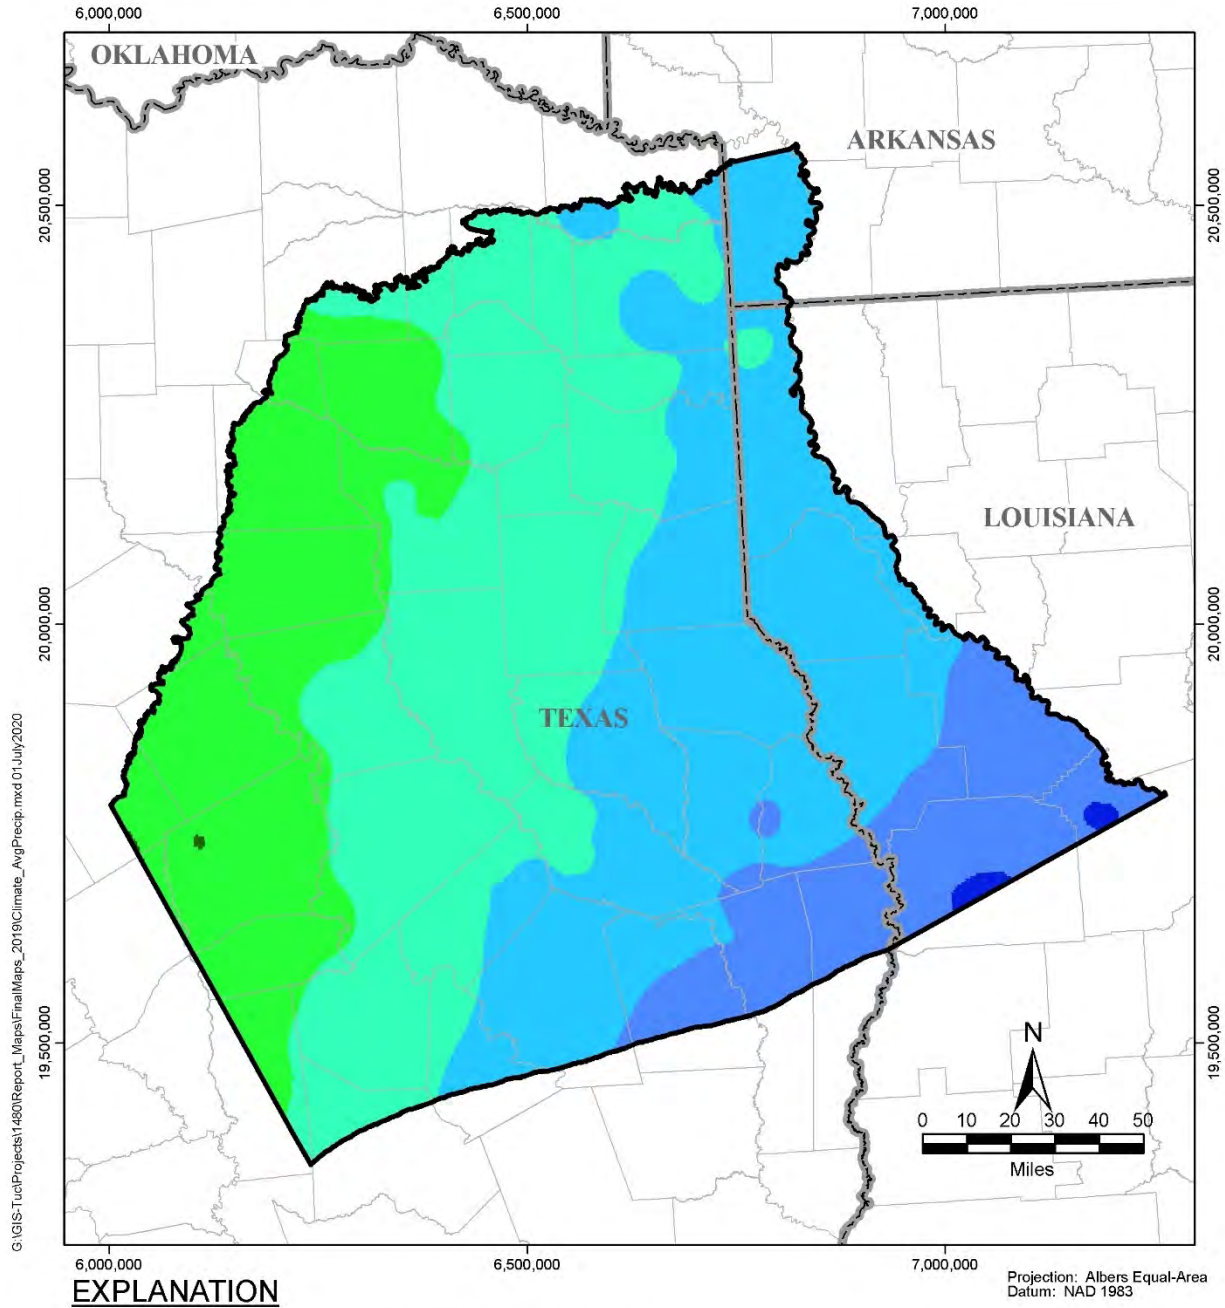 6,000,000 6,500,000 7,000,000
OKLAHOMA
ARKANSAS
20,500,000 20,500,000
LOUISIANA
20,000,000 20,000,000
TEXAS
19,500,000 19,500,000
N
0 10 20 30 40 50
Miles
G:\GIS-Tuc\Projects\1480\Report_Maps\FinalMaps_2019\Climate_AvgPrecip.mxd 01July2020
6,000,000 6,500,000 7,000,000
EXPLANATION
Projection: Albers Equal-Area
Datum: NAD 1983